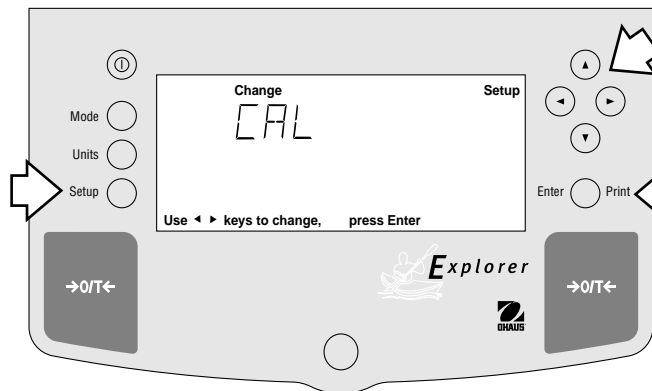 Change Setup
CAL
Mode
Units
Setup
Enter Print
Use ◄ ► keys to change, press Enter
Explorer
→0/T←
→0/T←
OHAUS